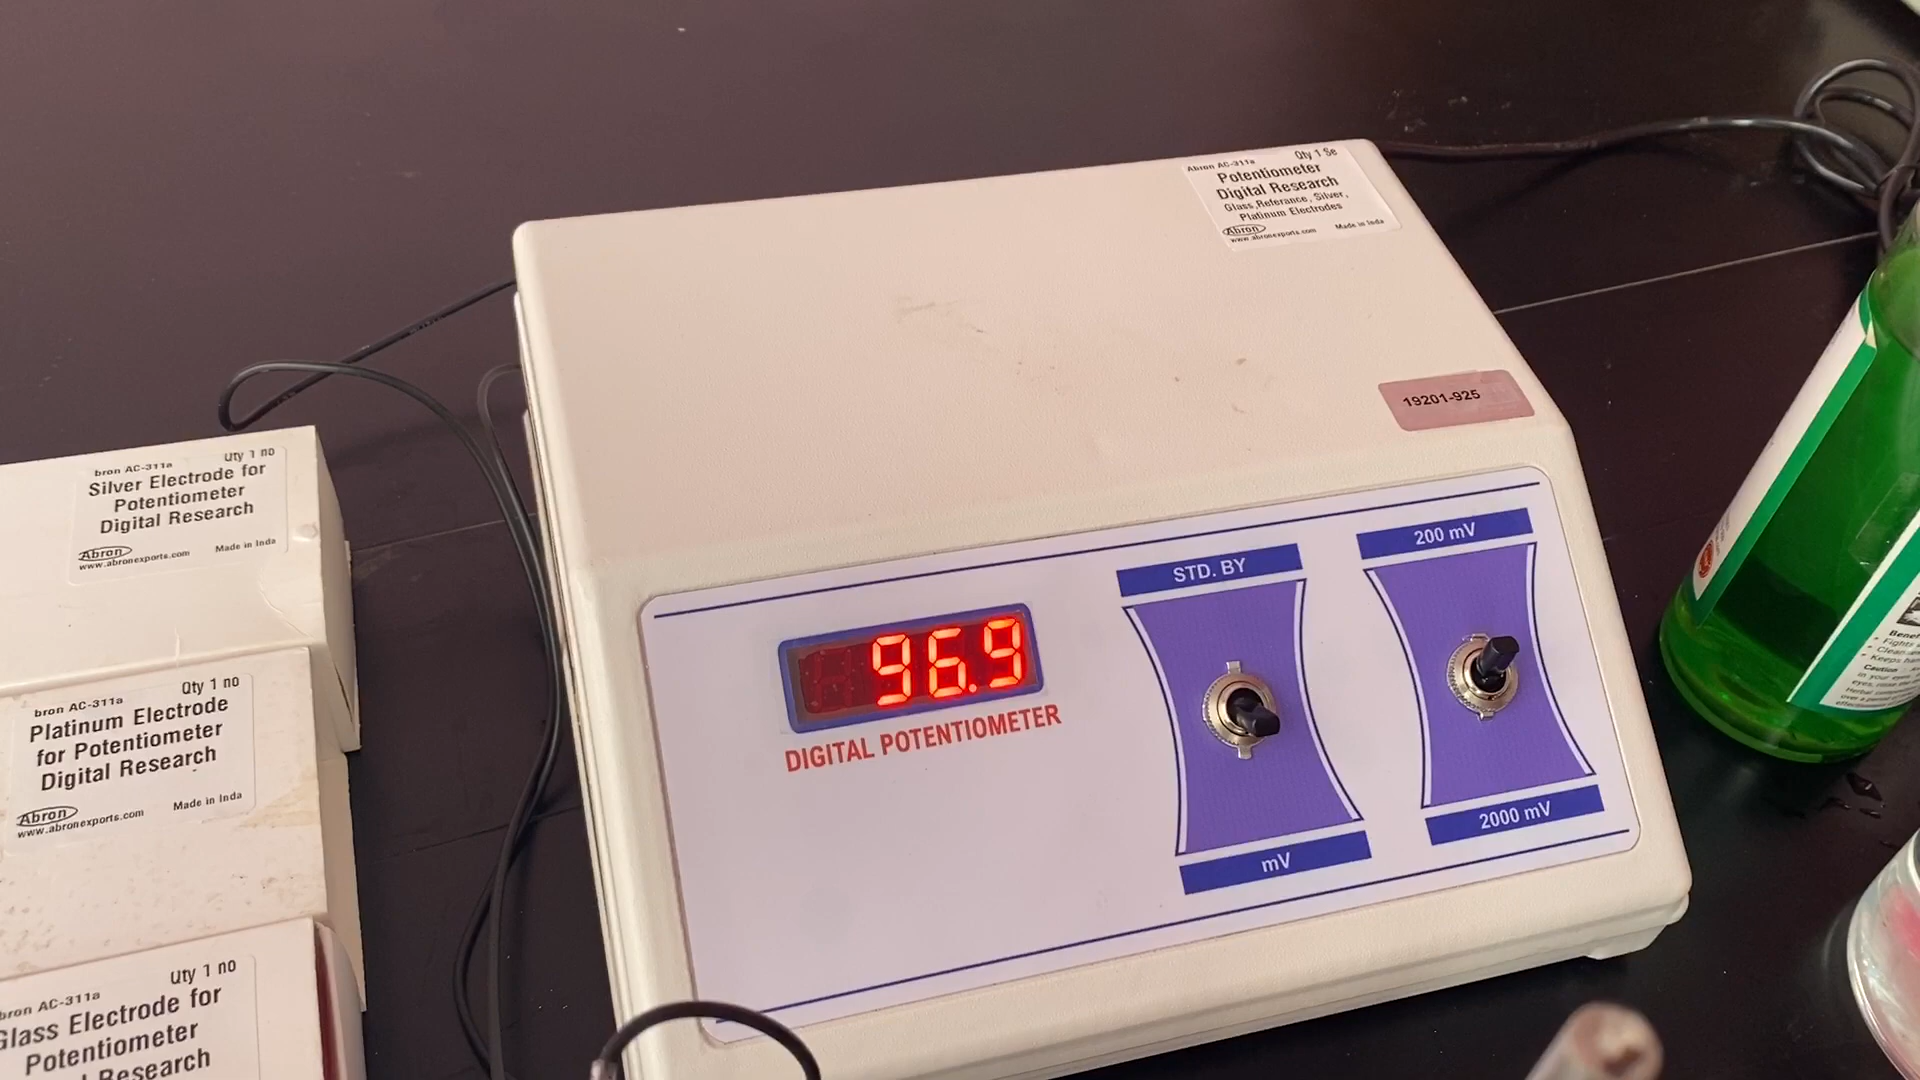 Abron AC-311a Qty 1 Se
Potentiometer
Digital Research
Glass,Referance, Silver,
Platinum Electrodes
Abron
www.abronexports.com Made in Inda
19201-925
bron AC-311a Qty 1 no
Silver Electrode for
Potentiometer
Digital Research
Abron
www.abronexports.com Made in Inda
bron AC-311a Qty 1 no
Platinum Electrode
for Potentiometer
Digital Research
Abron
www.abronexports.com Made in Inda
bron AC-311a Qty 1 no
Glass Electrode for
Potentiometer
Research
96.9
DIGITAL POTENTIOMETER
STD. BY
mV
200 mV
2000 mV
Caution